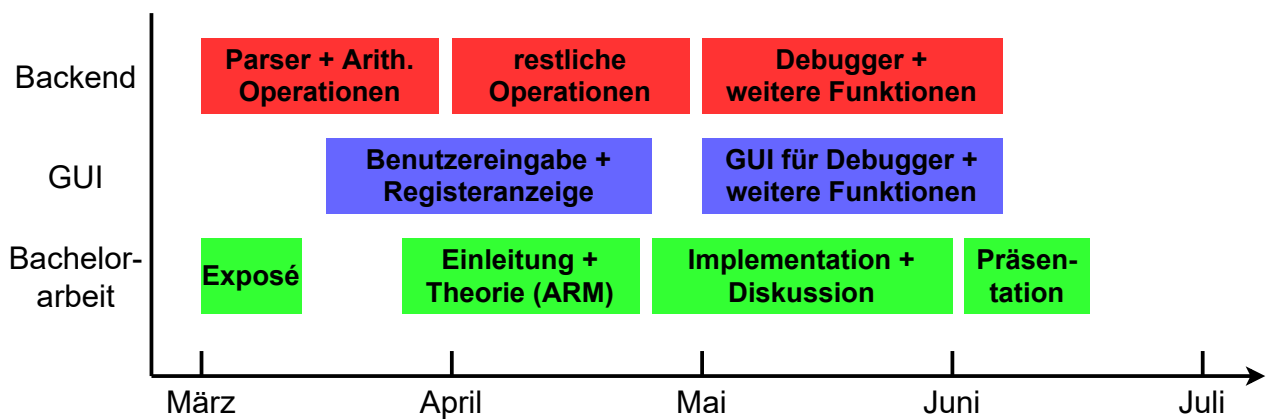 Backend
Parser + Arith.
Operationen
restliche
Operationen
Debugger +
weitere Funktionen
GUI
Benutzereingabe +
Registeranzeige
GUI für Debugger +
weitere Funktionen
Bachelor-
arbeit
Exposé
Einleitung +
Theorie (ARM)
Implementation +
Diskussion
Präsen-
tation
März
April
Mai
Juni
Juli